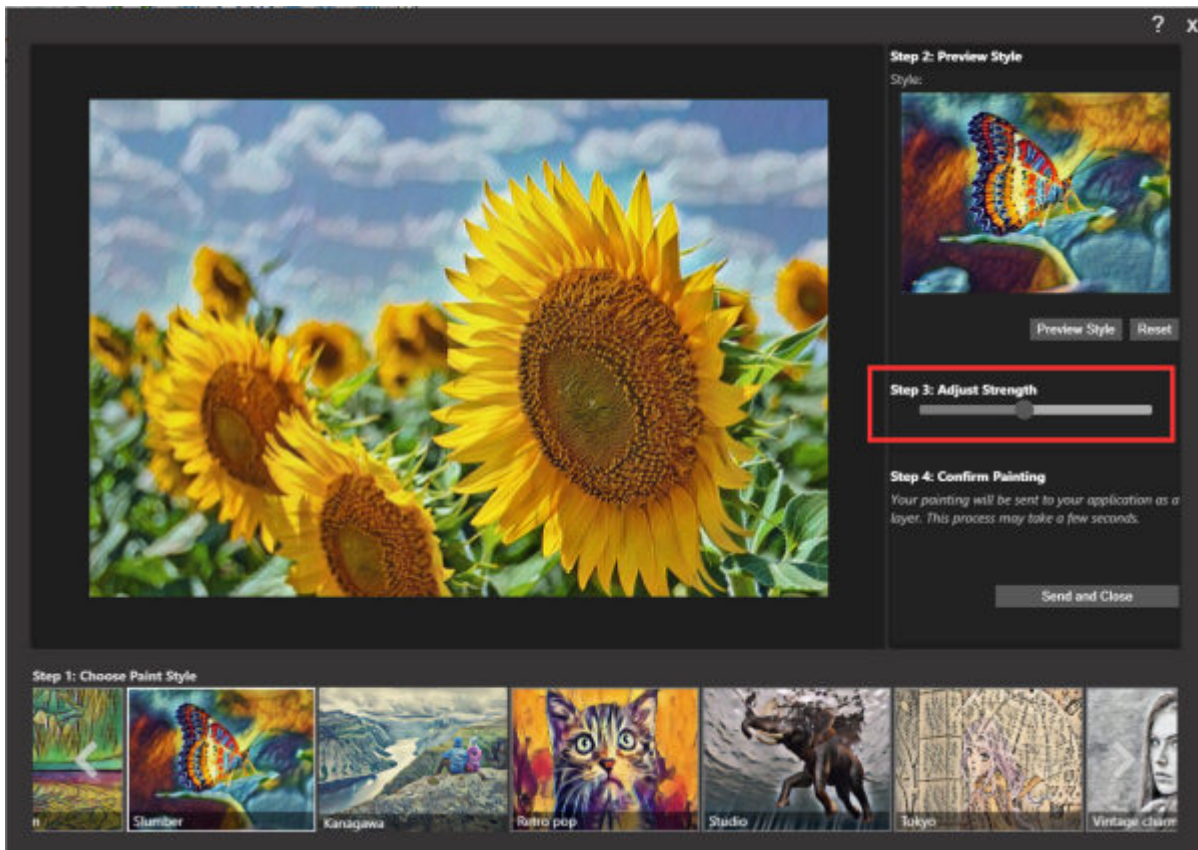 ? X
Step 2: Preview Style
Style:
Preview Style Reset
Step 3: Adjust Strength
Step 4: Confirm Painting
Your painting will be sent to your application as a
layer. This process may take a few seconds.
Send and Close
Step 1: Choose Paint Style
n
Slumber
Kanagawa
Retro pop
Studio
Tokyo
Vintage charm